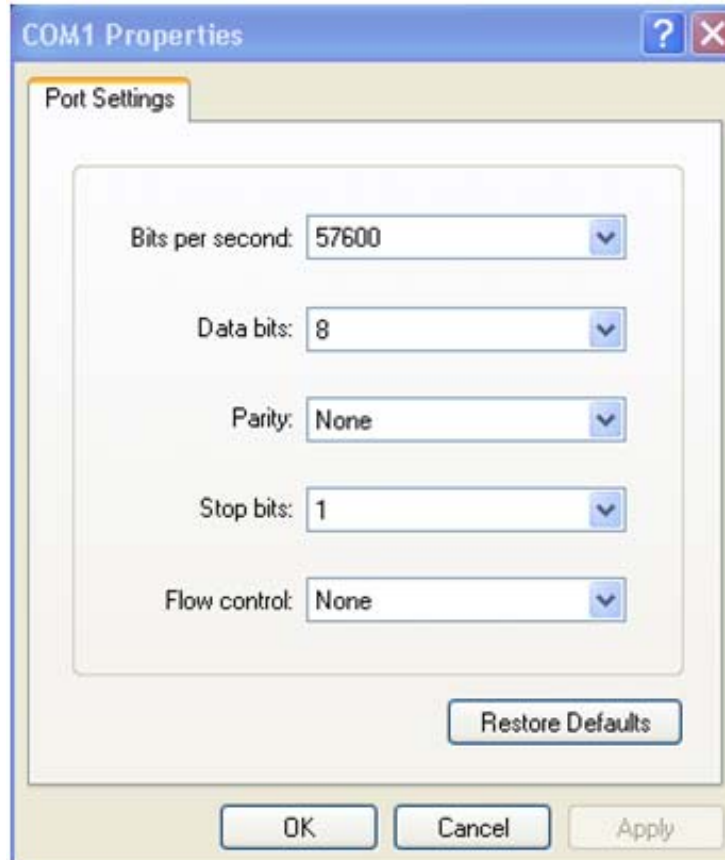 COM1 Properties
Port Settings
Bits per second: 57600
Data bits: 8
Parity: None
Stop bits: 1
Flow control: None
Restore Defaults
OK Cancel Apply